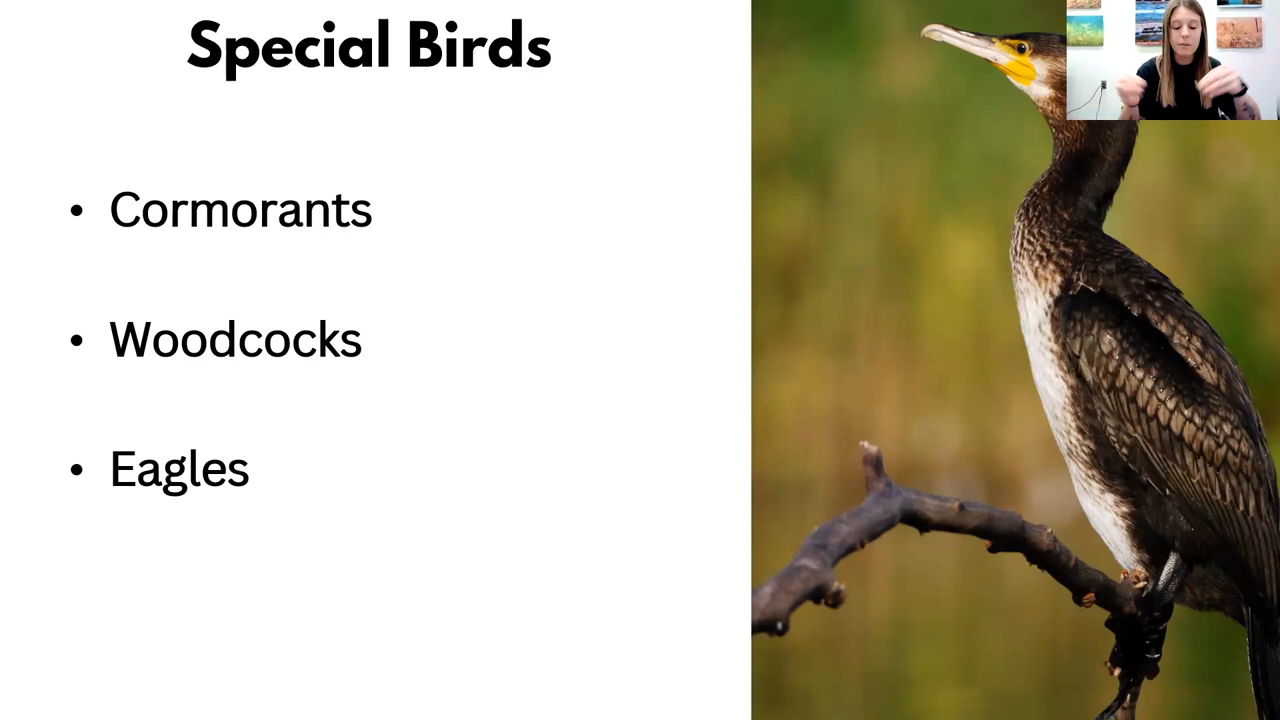 Special Birds
• Cormorants
• Woodcocks
• Eagles